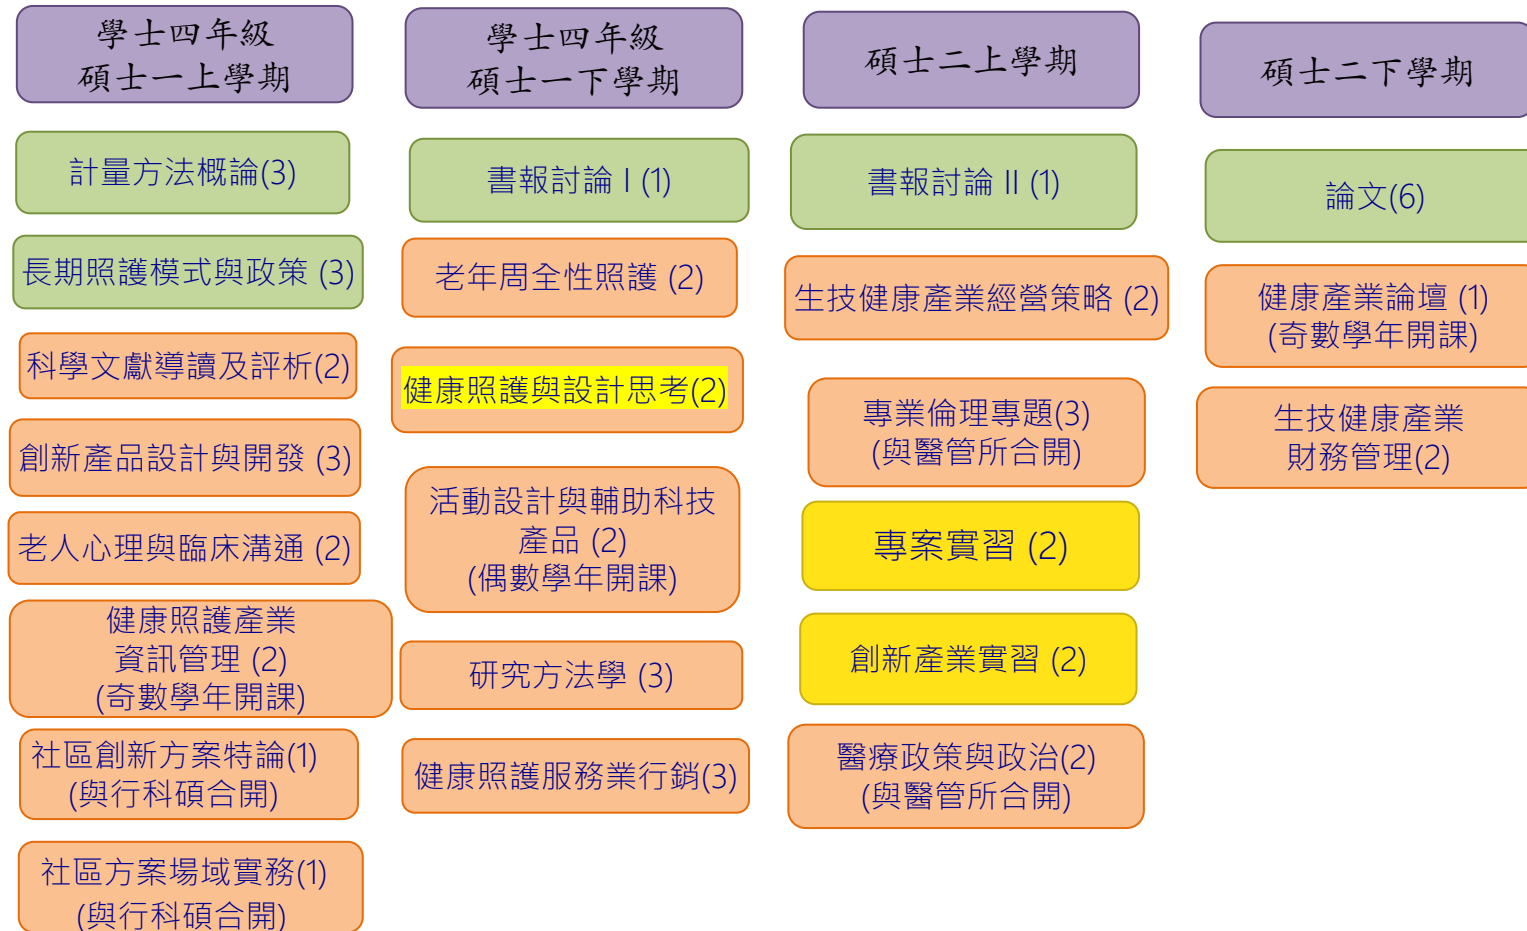 學士四年級
碩士一上學期
計量方法概論(3)
長期照護模式與政策 (3)
科學文獻導讀及評析(2)
創新產品設計與開發 (3)
老人心理與臨床溝通 (2)
健康照護產業
資訊管理 (2)
(奇數學年開課)
社區創新方案特論(1)
(與行科碩合開)
社區方案場域實務(1)
(與行科碩合開)
學士四年級
碩士一下學期
書報討論 I (1)
老年周全性照護 (2)
健康照護與設計思考(2)
活動設計與輔助科技
產品 (2)
(偶數學年開課)
研究方法學 (3)
健康照護服務業行銷(3)
碩士二上學期
書報討論 II (1)
生技健康產業經營策略 (2)
專業倫理專題(3)
(與醫管所合開)
專案實習 (2)
創新產業實習 (2)
醫療政策與政治(2)
(與醫管所合開)
碩士二下學期
論文(6)
健康產業論壇 (1)
(奇數學年開課)
生技健康產業
財務管理(2)